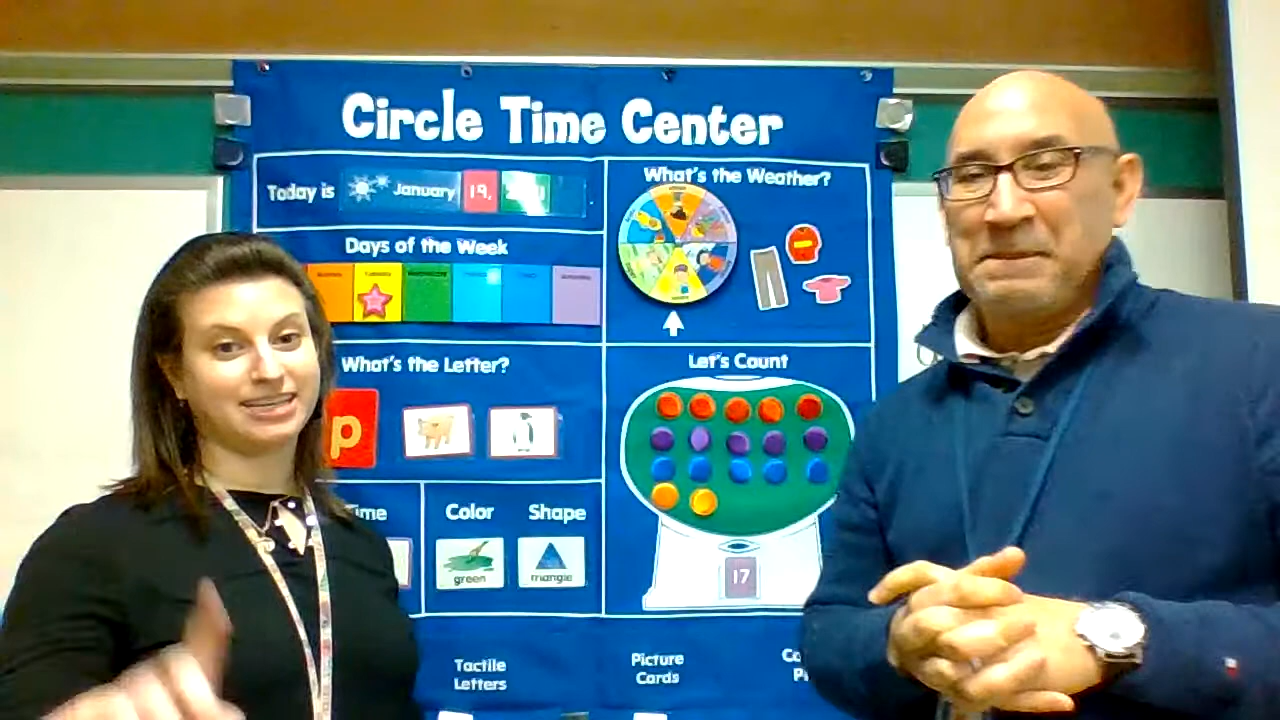 Circle Time Center
Today is January 19,
What's the Weather?
Days of the Week
What's the Letter?
p
Let's Count
Color Shape
green triangle
17
Tactile Letters
Picture Cards